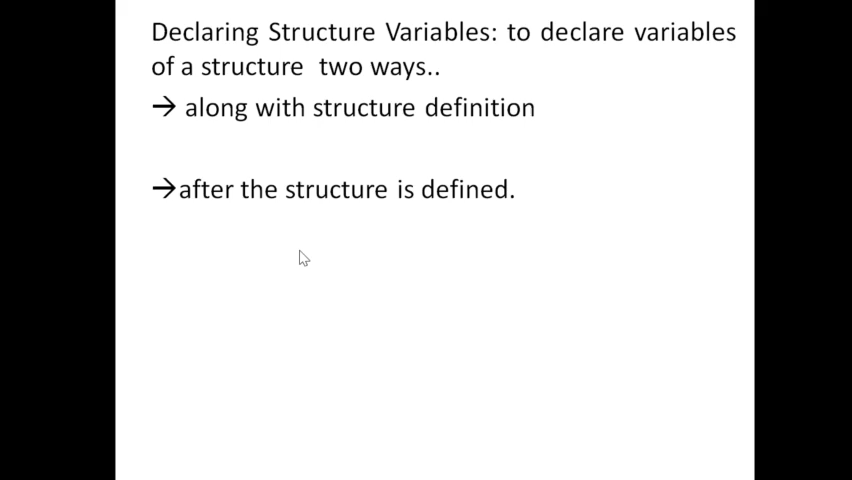 Declaring Structure Variables: to declare variables
of a structure two ways..
→ along with structure definition
→after the structure is defined.